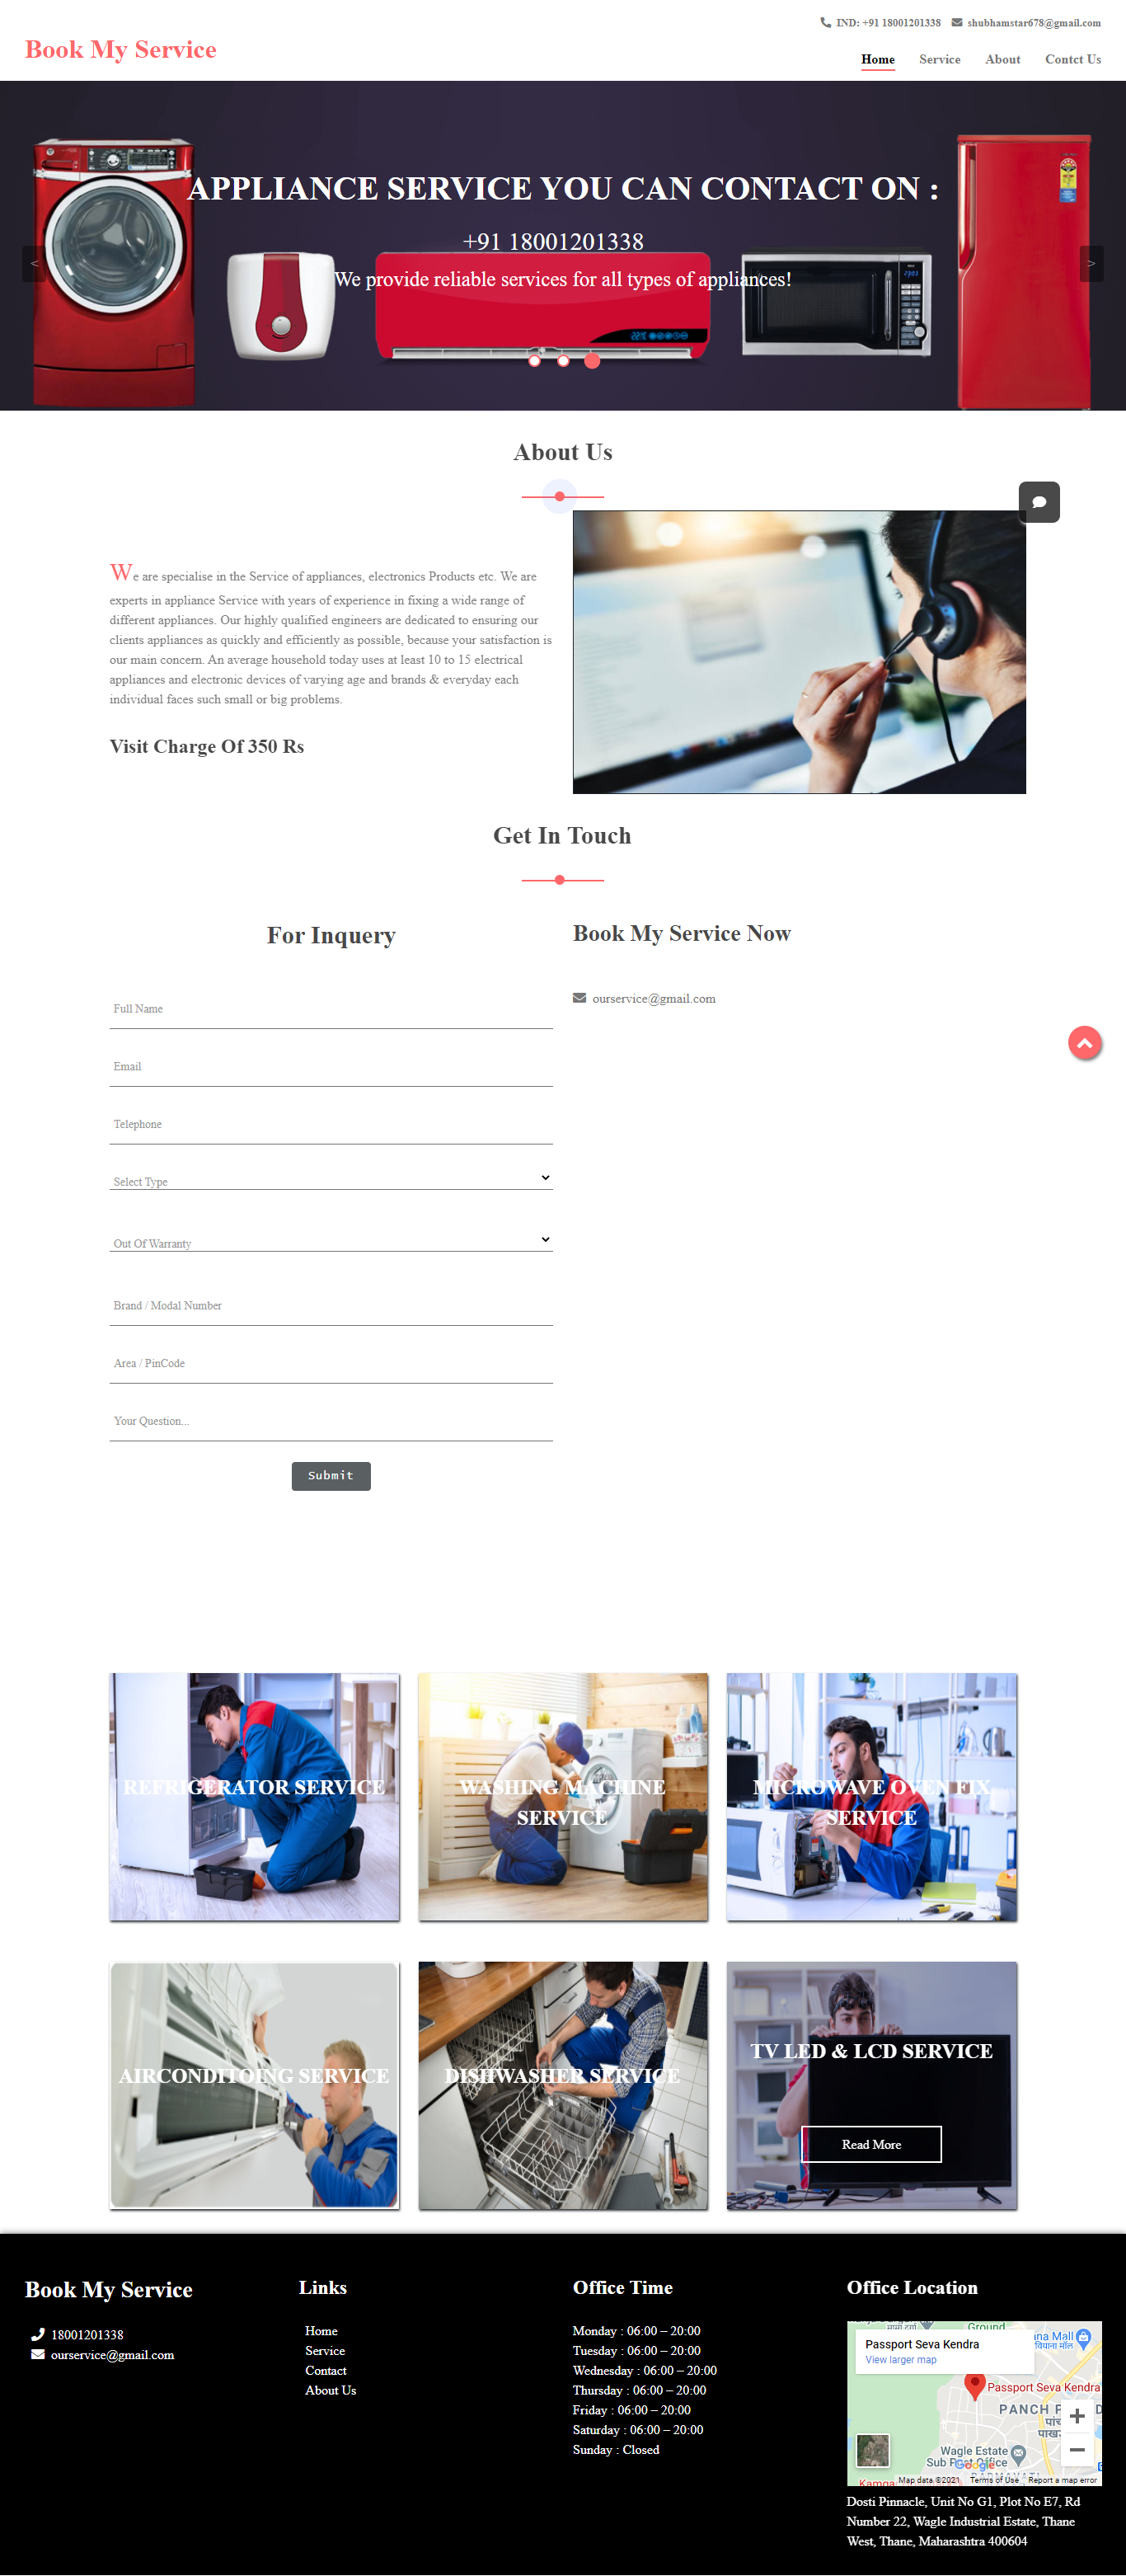 IND: +91 18001201338 shubhamstar678@gmail.com
Book My Service
Home Service About Contct Us
APPLIANCE SERVICE YOU CAN CONTACT ON :
+91 18001201338
< >
We provide reliable services for all types of appliances!
About Us
We are specialise in the Service of appliances, electronics Products etc. We are
experts in appliance Service with years of experience in fixing a wide range of
different appliances. Our highly qualified engineers are dedicated to ensuring our
clients appliances as quickly and efficiently as possible, because your satisfaction is
our main concern. An average household today uses at least 10 to 15 electrical
appliances and electronic devices of varying age and brands & everyday each
individual faces such small or big problems.
Visit Charge Of 350 Rs
Get In Touch
For Inquery
Book My Service Now
ourservice@gmail.com
Full Name
Email
Telephone
Select Type
Out Of Warranty
Brand / Modal Number
Area / PinCode
Your Question...
Submit
REFRIGERATOR SERVICE
WASHING MACHINE
SERVICE
MICROWAVE OVEN FIX
SERVICE
AIRCONDITOING SERVICE
DISHWASHER SERVICE
TV LED & LCD SERVICE
Read More
Book My Service
18001201338
ourservice@gmail.com
Links
Home
Service
Contact
About Us
Office Time
Monday : 06:00 – 20:00
Tuesday : 06:00 – 20:00
Wednesday : 06:00 – 20:00
Thursday : 06:00 – 20:00
Friday : 06:00 – 20:00
Saturday : 06:00 – 20:00
Sunday : Closed
Office Location
Ground
Passport Seva Kendra
View larger map
ana Mall
वियाना मॉल
Passport Seva Kendra
PANCH P
Wagle Estate
Sub Post Office
Google
Map data ©2021 Terms of Use Report a map error
Dosti Pinnacle, Unit No G1, Plot No E7, Rd
Number 22, Wagle Industrial Estate, Thane
West, Thane, Maharashtra 400604